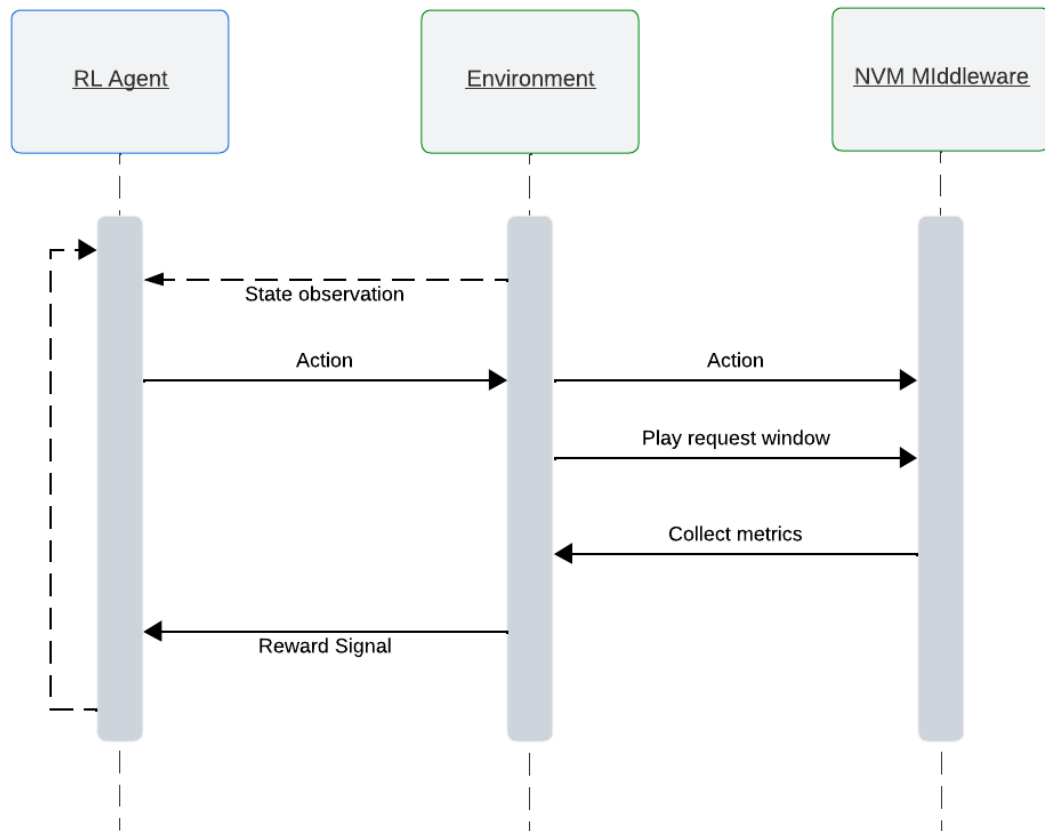 RL Agent
Environment
NVM MIddleware
State observation
Action
Action
Play request window
Collect metrics
Reward Signal